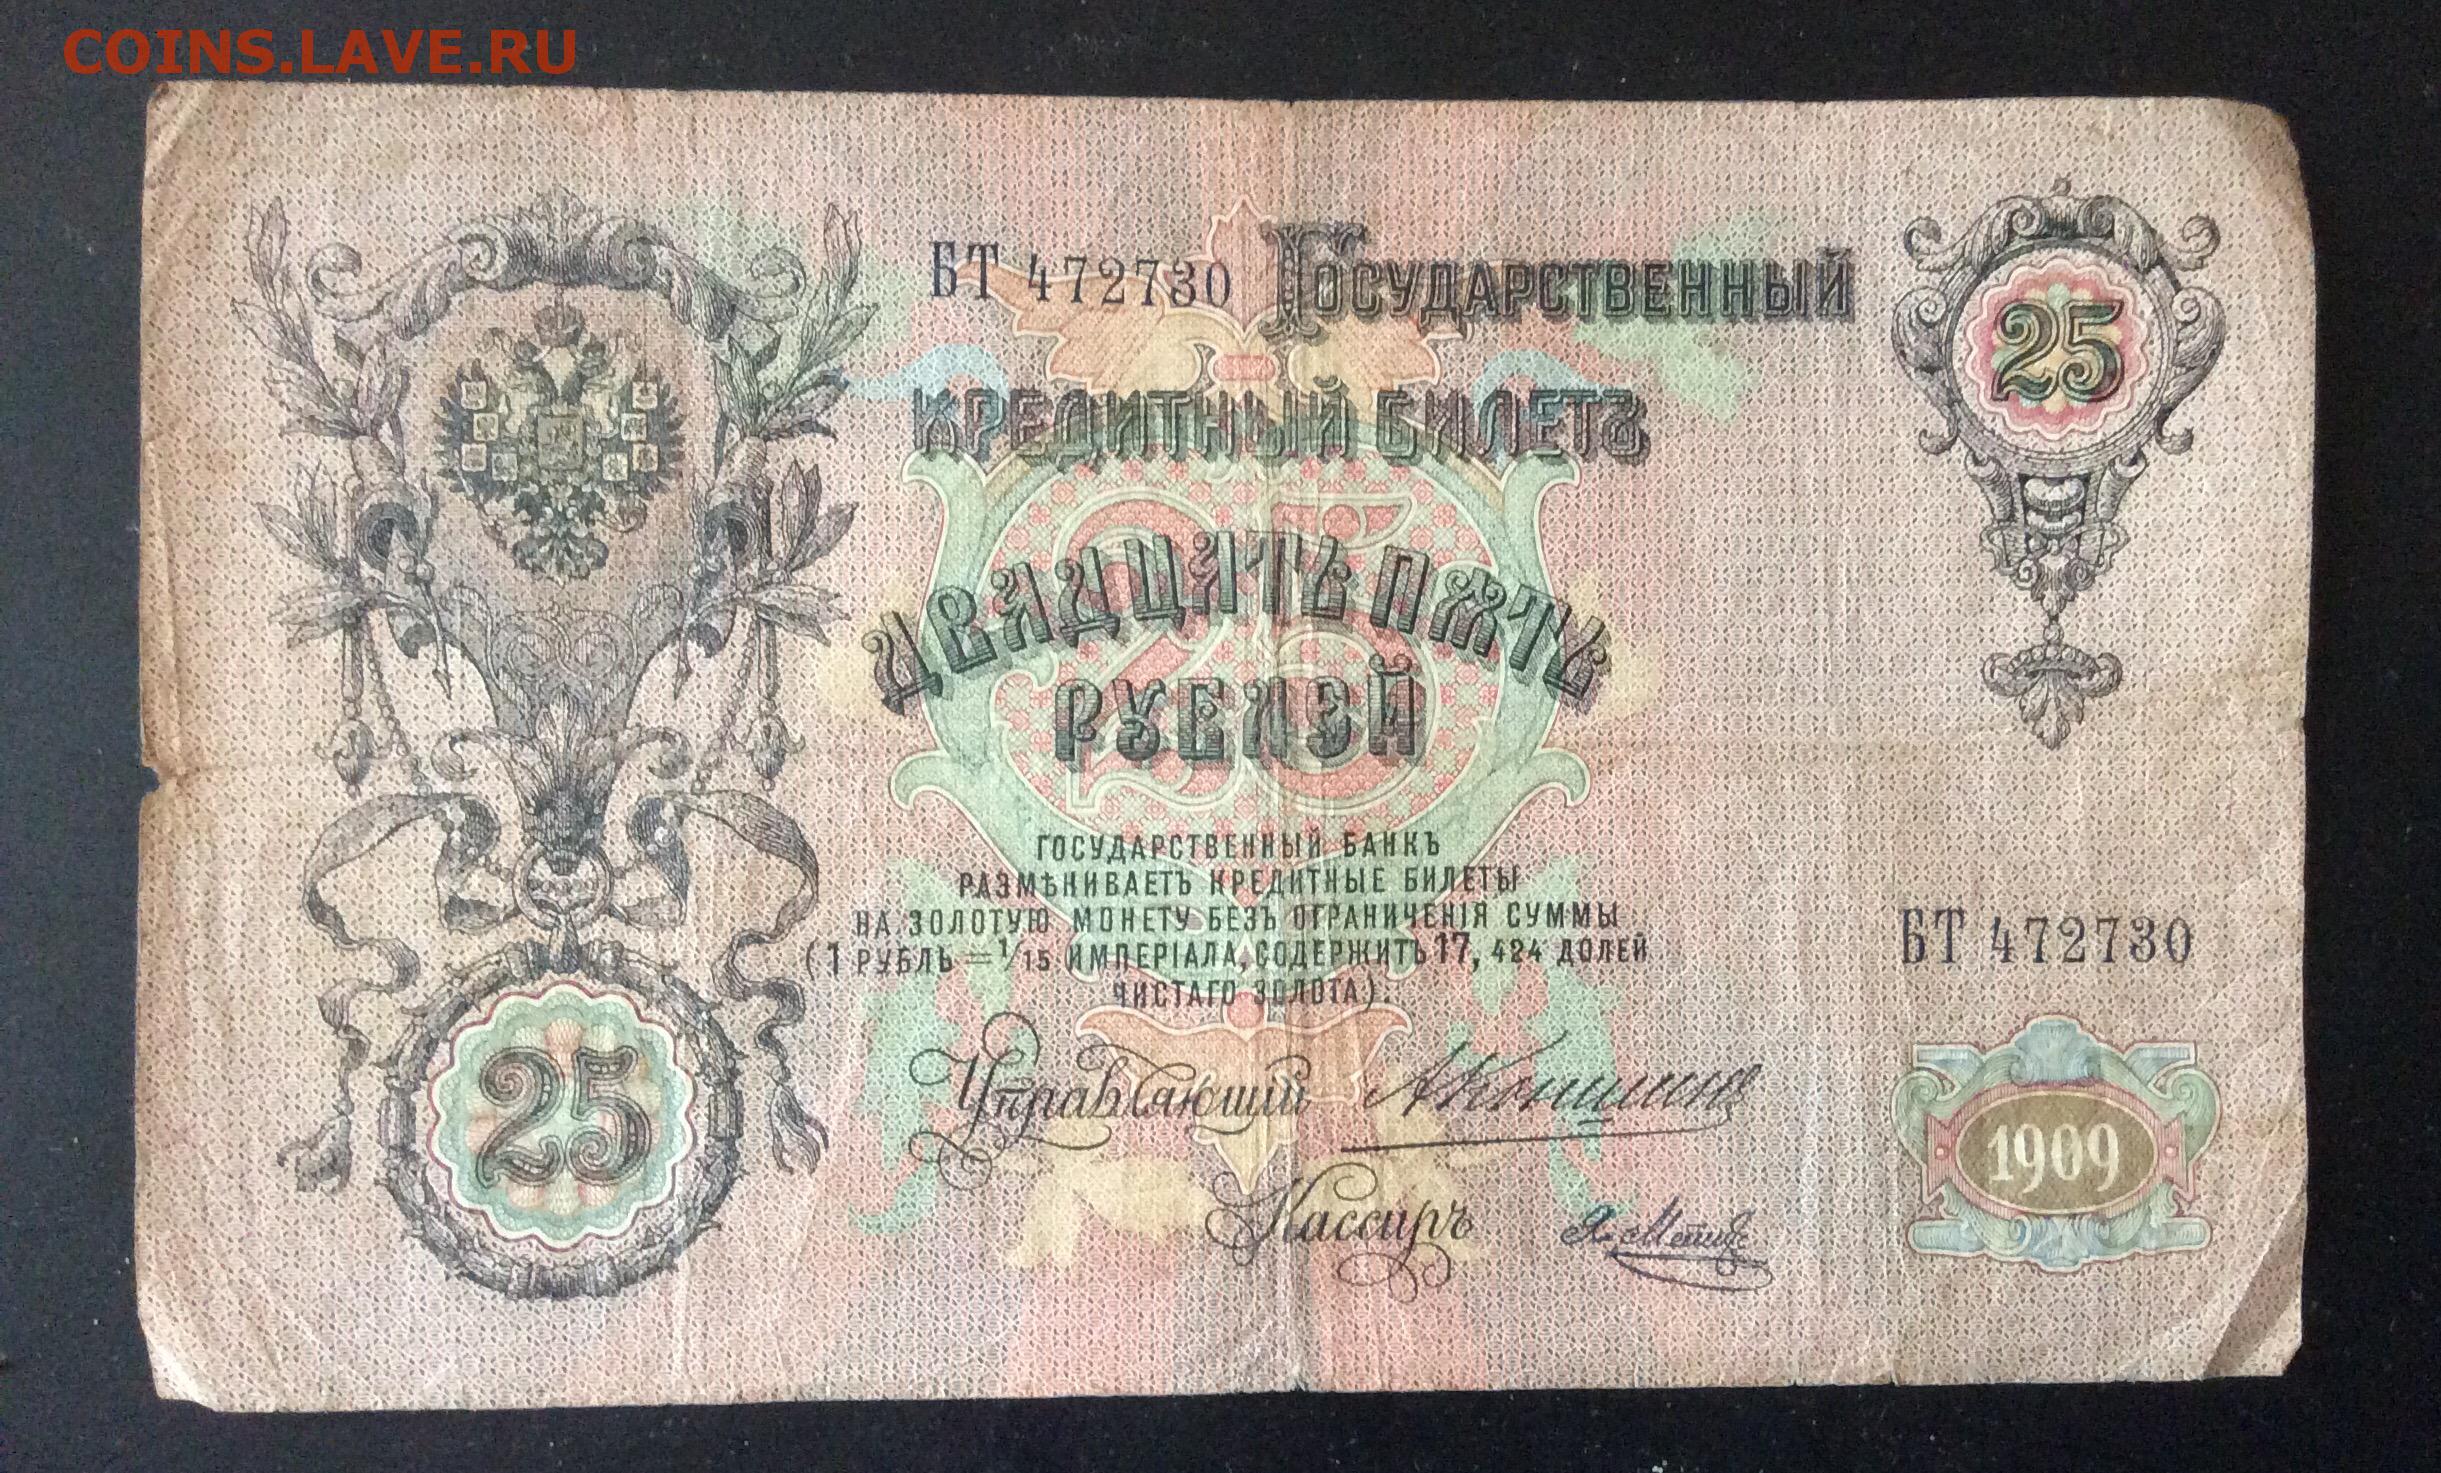 COINS.LAVE.RU
БТ 472730 ГОСУДАРСТВЕННЫЙ
КРЕДИТНЫЙ БИЛЕТЪ
25
ДВАДЦАТЬ ПЯТЬ
РУБЛЕЙ
25
ГОСУДАРСТВЕННЫЙ БАНКЪ
РАЗМѢНИВАЕТЪ КРЕДИТНЫЕ БИЛЕТЫ
НА ЗОЛОТУЮ МОНЕТУ БЕЗЪ ОГРАНИЧЕНІЯ СУММЫ
(1 РУБЛЬ = 1/15 ИМПЕРІАЛА, СОДЕРЖИТЪ 17,424 ДОЛЕЙ
ЧИСТАГО ЗОЛОТА).
БТ 472730
25
Управляющій АКоншинъ
Кассиръ
1909